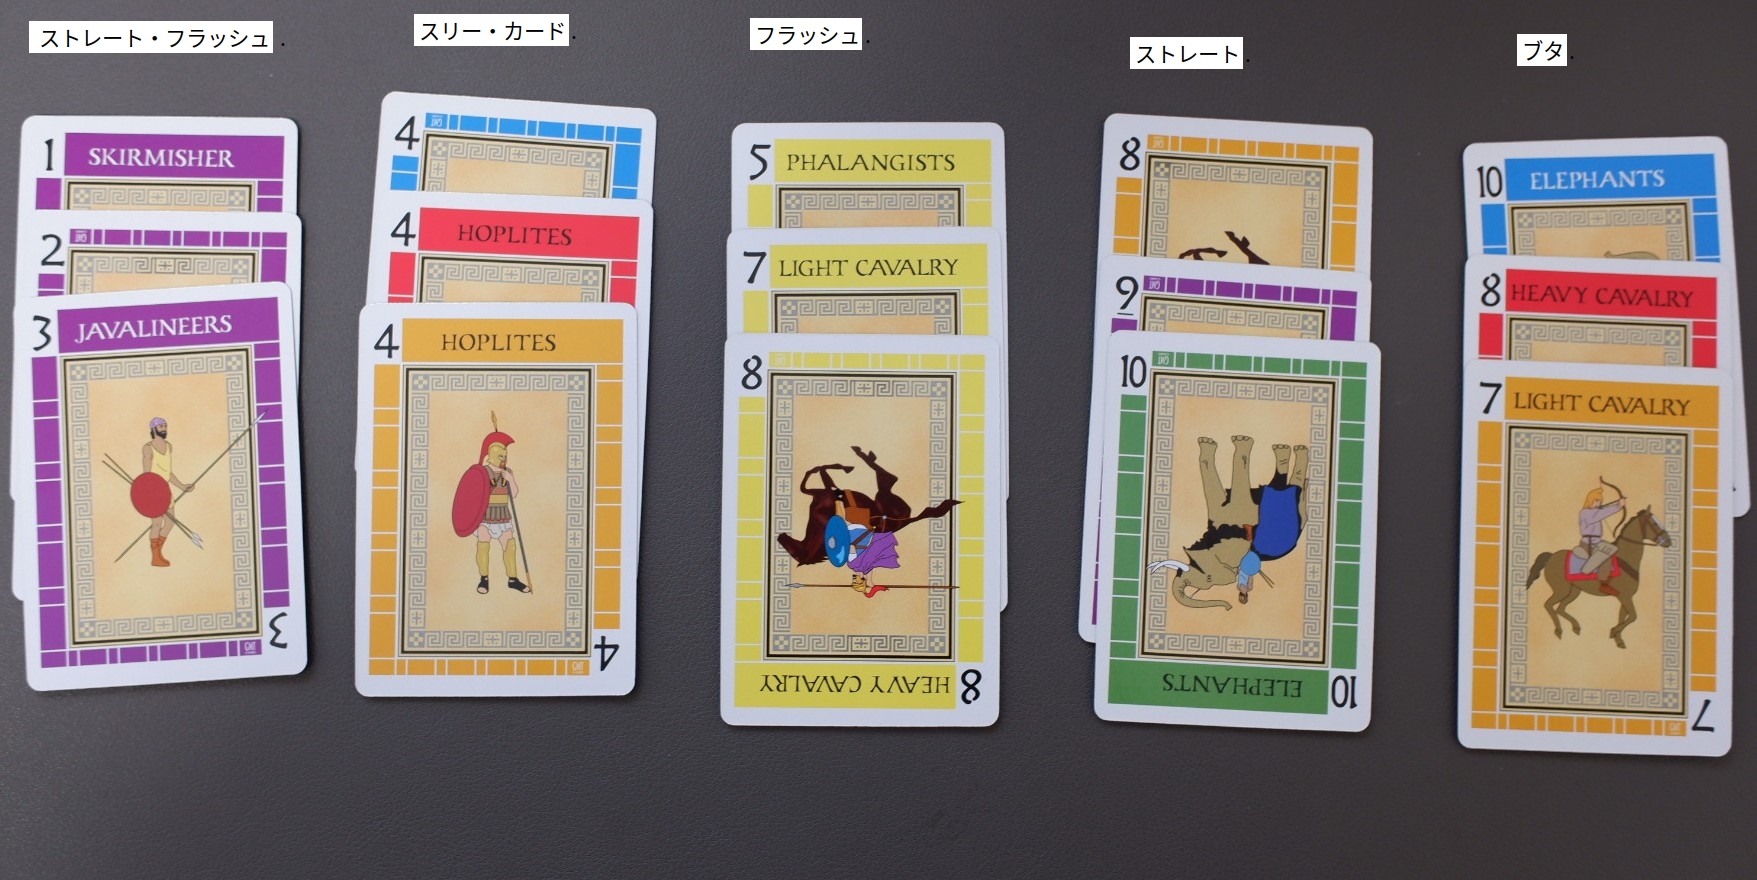 ストレート・フラッシュ.
スリー・カード.
フラッシュ.
ストレート.
ブタ.
1 SKIRMISHER
2
3 JAVALINEERS
3
4
4 HOPLITES
4 HOPLITES
4
5 PHALANGISTS
7 LIGHT CAVALRY
8
HEAVY CAVALRY 8
8
9
10
ELEPHANTS 10
10 ELEPHANTS
8 HEAVY CAVALRY
7 LIGHT CAVALRY
7